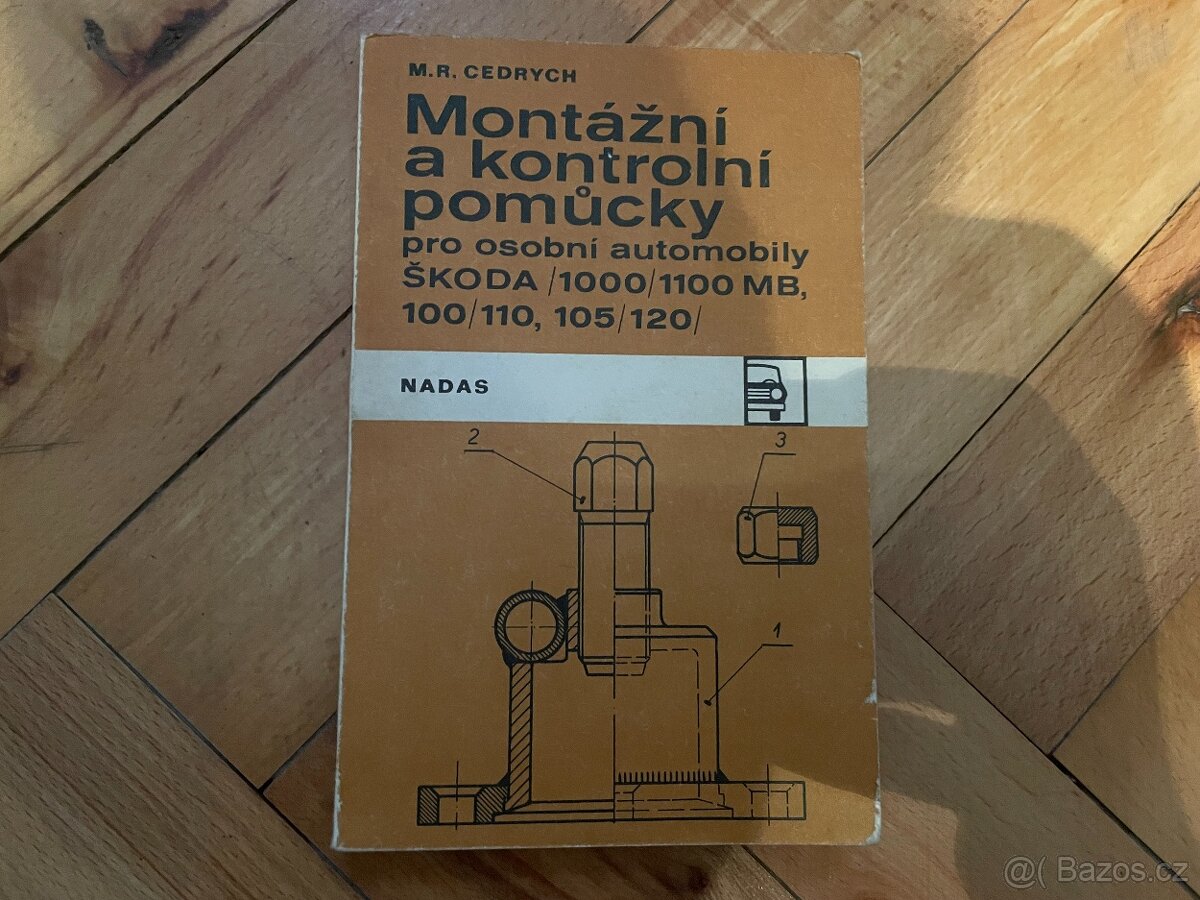 M.R. CEDRYCH
Montážní
a kontrolní
pomůcky
pro osobní automobily
ŠKODA /1000/1100 MB,
100/110, 105/120/
NADAS
2
3
1
@( Bazos.cz